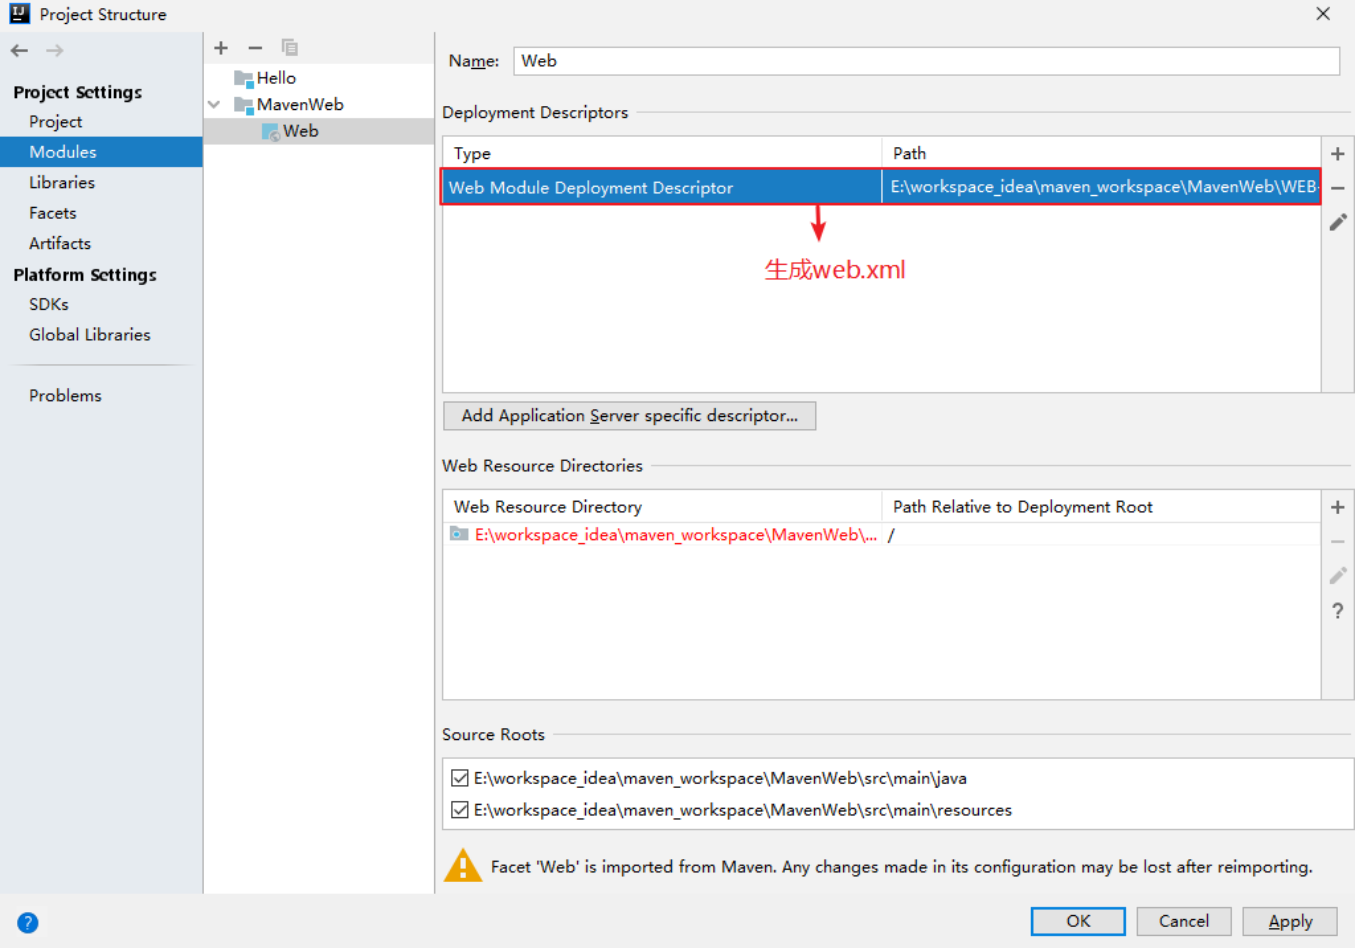 Project Structure
Project Settings
Project
Modules
Libraries
Facets
Artifacts
Platform Settings
SDKs
Global Libraries
Problems
Hello
MavenWeb
Web
Name: Web
Deployment Descriptors
Type Path
Web Module Deployment Descriptor E:\workspace_idea\maven_workspace\MavenWeb\WEB-
生成web.xml
Add Application Server specific descriptor...
Web Resource Directories
Web Resource Directory Path Relative to Deployment Root
E:\workspace_idea\maven_workspace\MavenWeb\... /
Source Roots
E:\workspace_idea\maven_workspace\MavenWeb\src\main\java
E:\workspace_idea\maven_workspace\MavenWeb\src\main\resources
Facet 'Web' is imported from Maven. Any changes made in its configuration may be lost after reimporting.
OK Cancel Apply